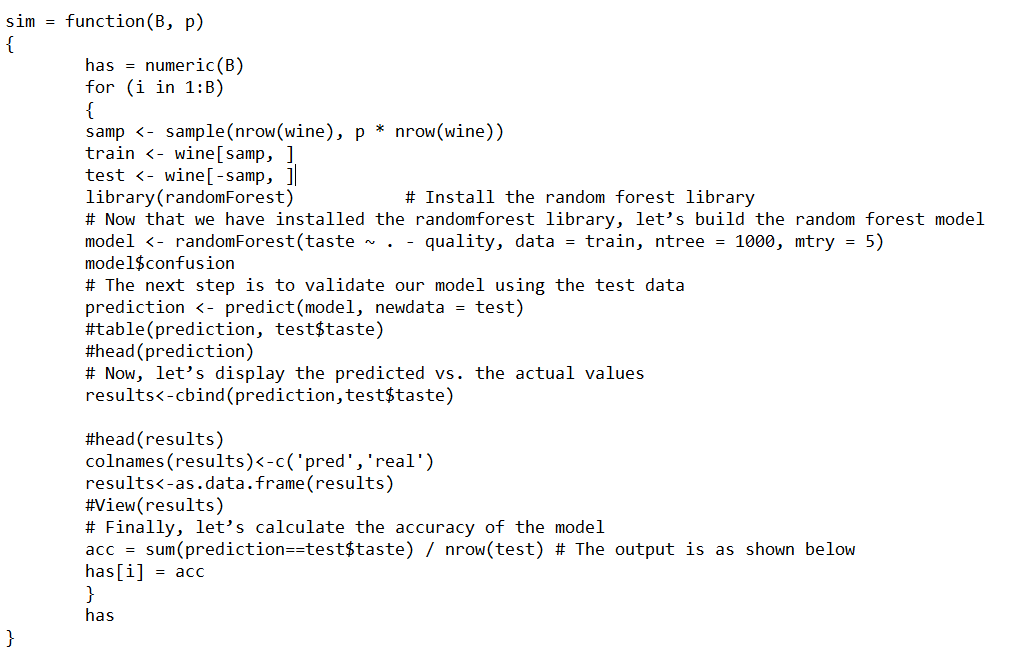 sim = function(B, p)
{
        has = numeric(B)
        for (i in 1:B)
        {
        samp <- sample(nrow(wine), p * nrow(wine))
        train <- wine[samp, ]
        test <- wine[-samp, ]
        library(randomForest)           # Install the random forest library
        # Now that we have installed the randomforest library, let’s build the random forest model
        model <- randomForest(taste ~ . - quality, data = train, ntree = 1000, mtry = 5)
        model$confusion
        # The next step is to validate our model using the test data
        prediction <- predict(model, newdata = test)
        #table(prediction, test$taste)
        #head(prediction)
        # Now, let’s display the predicted vs. the actual values
        results<-cbind(prediction,test$taste)

        #head(results)
        colnames(results)<-c('pred','real')
        results<-as.data.frame(results)
        #View(results)
        # Finally, let’s calculate the accuracy of the model
        acc = sum(prediction==test$taste) / nrow(test) # The output is as shown below
        has[i] = acc
        }
        has
}